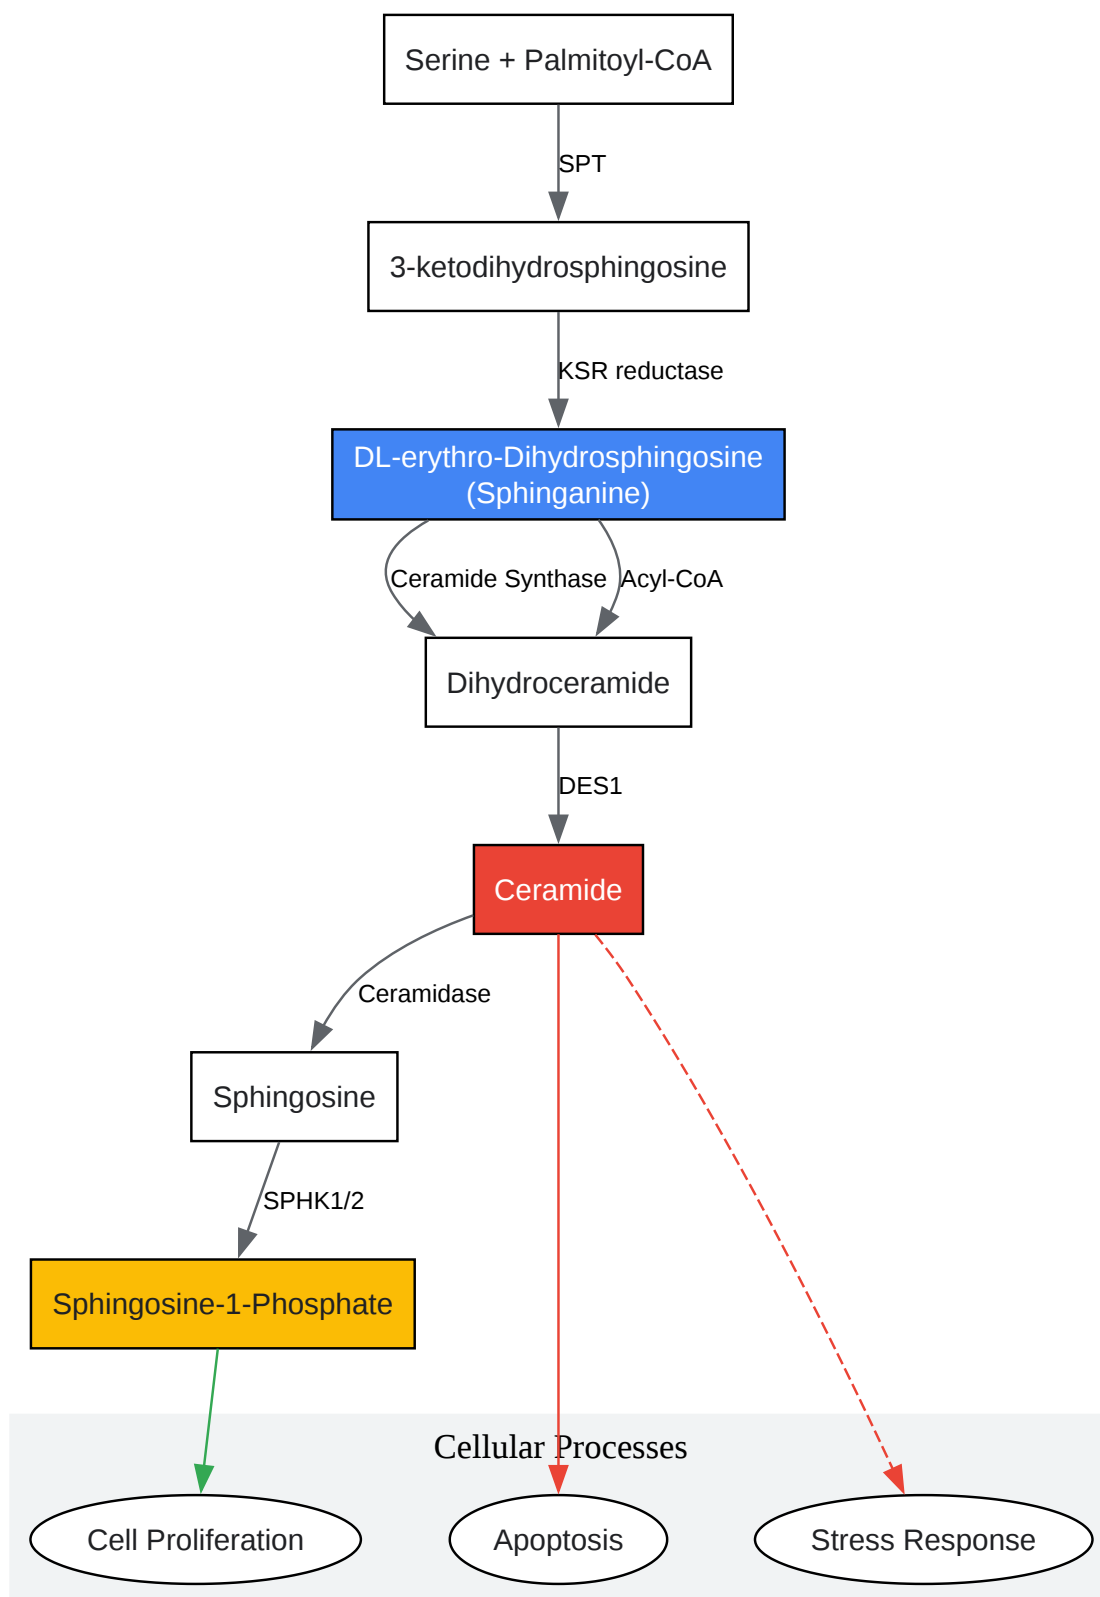 Serine + Palmitoyl-CoA
SPT
3-ketodihydrosphingosine
KSR reductase
DL-erythro-Dihydrosphingosine
(Sphinganine)
Ceramide Synthase
Acyl-CoA
Dihydroceramide
DES1
Ceramide
Ceramidase
Sphingosine
SPHK1/2
Sphingosine-1-Phosphate
Cellular Processes
Cell Proliferation
Apoptosis
Stress Response